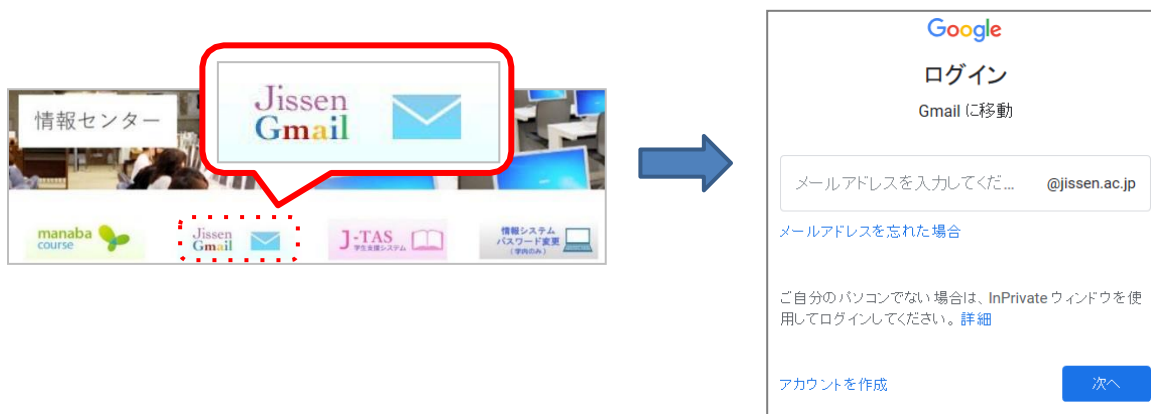 情報センター
Jissen
Gmail
manaba
course
Jissen
Gmail
J-TAS
学生支援システム
情報システム
パスワード変更
(学内のみ)
Google
ログイン
Gmail に移動
メールアドレスを入力してくだ... @jissen.ac.jp
メールアドレスを忘れた場合
ご自分のパソコンでない場合は、InPrivate ウィンドウを使
用してログインしてください。詳細
アカウントを作成 次へ